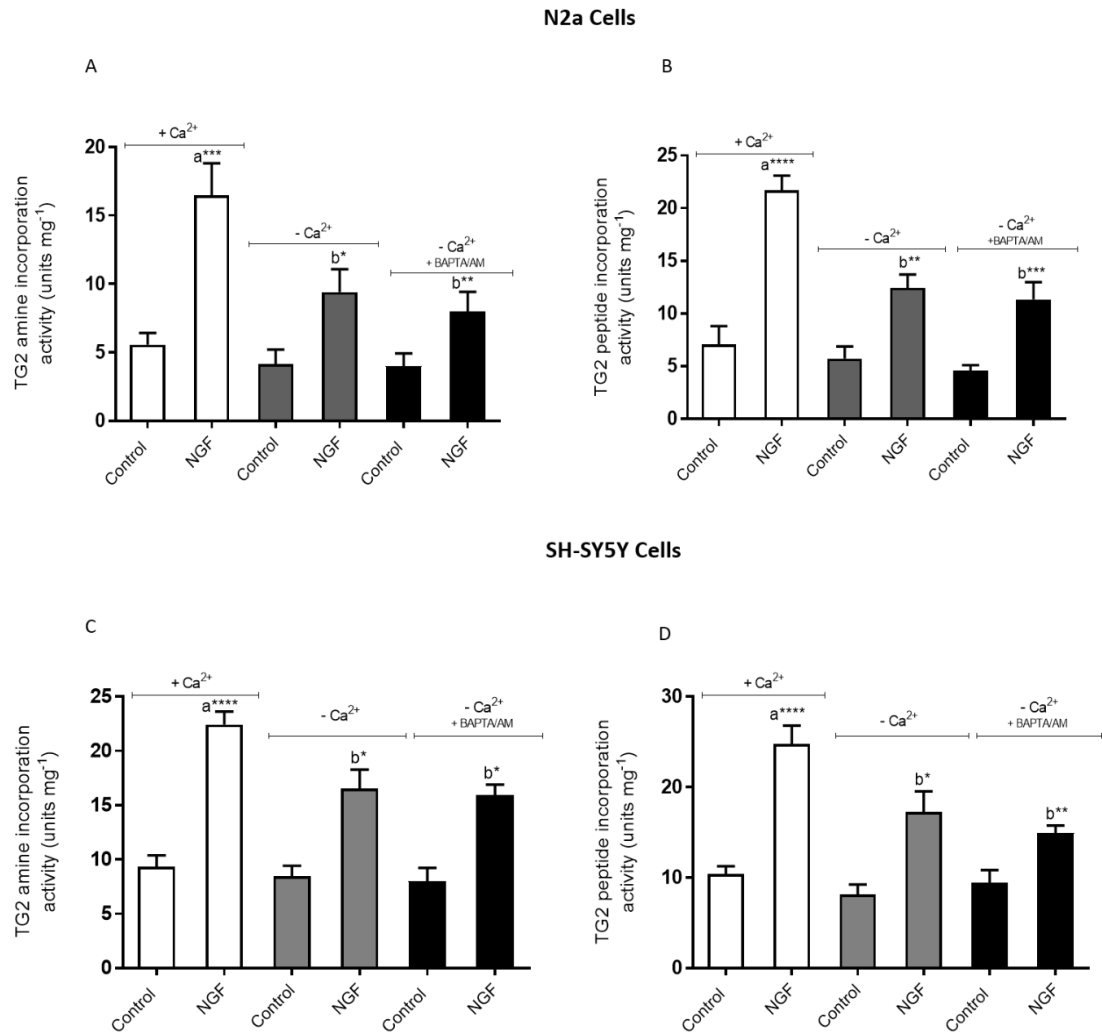 N2a Cells
A
+ Ca²⁺
a***
- Ca²⁺
b*
- Ca²⁺
+ BAPTA/AM
b**
TG2 amine incorporation
activity (units mg⁻¹)
20
15
10
5
0
Control
NGF
Control
NGF
Control
NGF
B
+ Ca²⁺
a****
- Ca²⁺
b**
- Ca²⁺
+BAPTA/AM
b***
TG2 peptide incorporation
activity (units mg⁻¹)
25
20
15
10
5
0
Control
NGF
Control
NGF
Control
NGF
SH-SY5Y Cells
C
+ Ca²⁺
a****
- Ca²⁺
b*
- Ca²⁺
+ BAPTA/AM
b*
TG2 amine incorporation
activity (units mg⁻¹)
25
20
15
10
5
0
Control
NGF
Control
NGF
Control
NGF
D
+ Ca²⁺
a****
- Ca²⁺
b*
- Ca²⁺
+ BAPTA/AM
b**
TG2 peptide incorporation
activity (units mg⁻¹)
30
20
10
0
Control
NGF
Control
NGF
Control
NGF